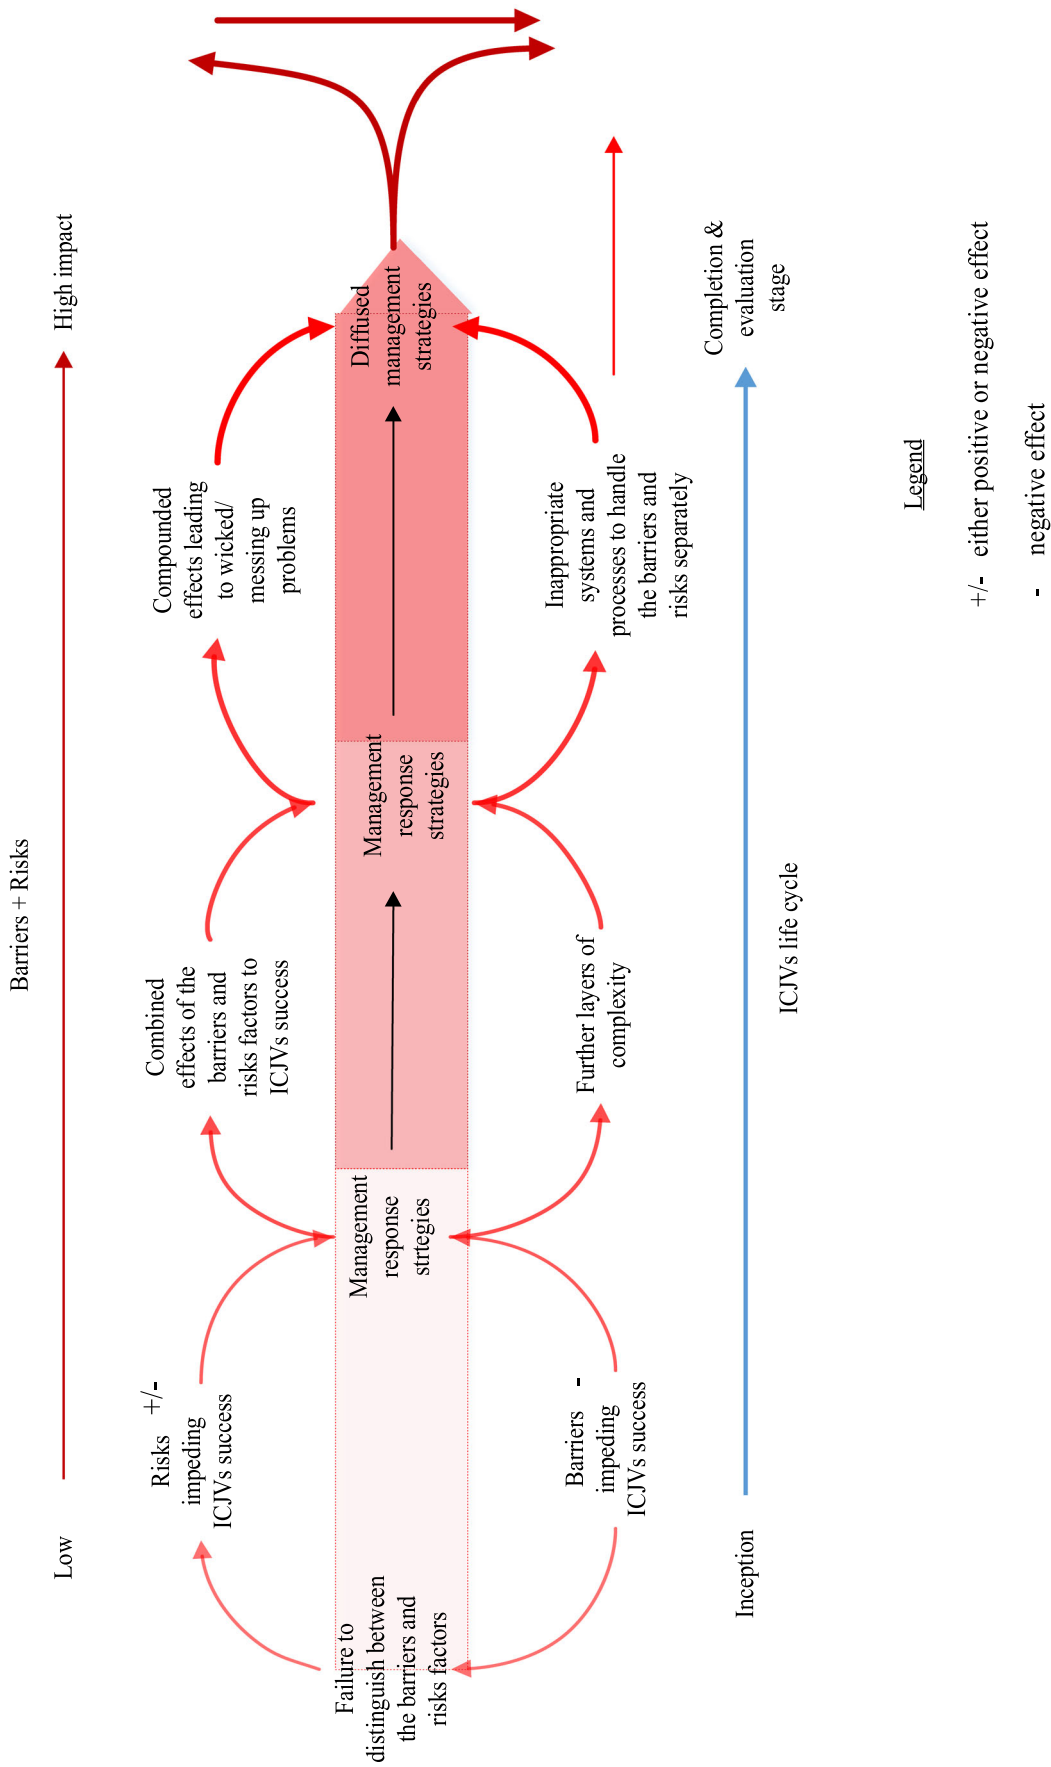 Barriers + Risks
Low
High impact
Risks +/-
impeding
ICJVs success
Combined
effects of the
barriers and
risks factors to
ICJVs success
Compounded
effects leading
to wicked/
messing up
problems
Failure to
distinguish between
the barriers and
risks factors
Management
response
strtegies
Management
response
strategies
Diffused
management
strategies
Barriers -
impeding
ICJVs success
Further layers of
complexity
Inappropriate
systems and
processes to handle
the barriers and
risks separately
Inception
ICJVs life cycle
Completion &
evaluation
stage
Legend
+/- either positive or negative effect
- negative effect